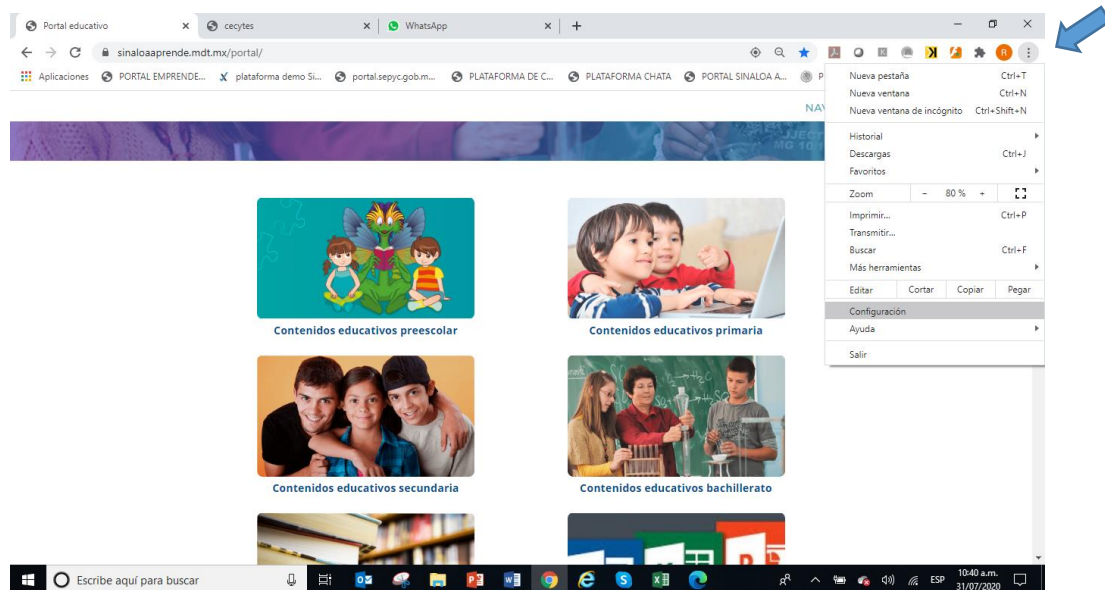 Portal educativo
cecytes
WhatsApp
sinaloaaprende.mdt.mx/portal/
Aplicaciones
PORTAL EMPRENDE...
plataforma demo Si...
portal.sepyc.gob.m...
PLATAFORMA DE C...
PLATAFORMA CHATA
PORTAL SINALOA A...
P
NAV
Nueva pestaña Ctrl+T
Nueva ventana Ctrl+N
Nueva ventana de incógnito Ctrl+Shift+N
Historial
Descargas Ctrl+J
Favoritos
Zoom - 80 % +
Imprimir... Ctrl+P
Transmitir...
Buscar Ctrl+F
Más herramientas
Editar Cortar Copiar Pegar
Configuración
Ayuda
Salir
Contenidos educativos preescolar
Contenidos educativos primaria
Contenidos educativos secundaria
Contenidos educativos bachillerato
Escribe aquí para buscar
ESP
10:40 a.m.
31/07/2020